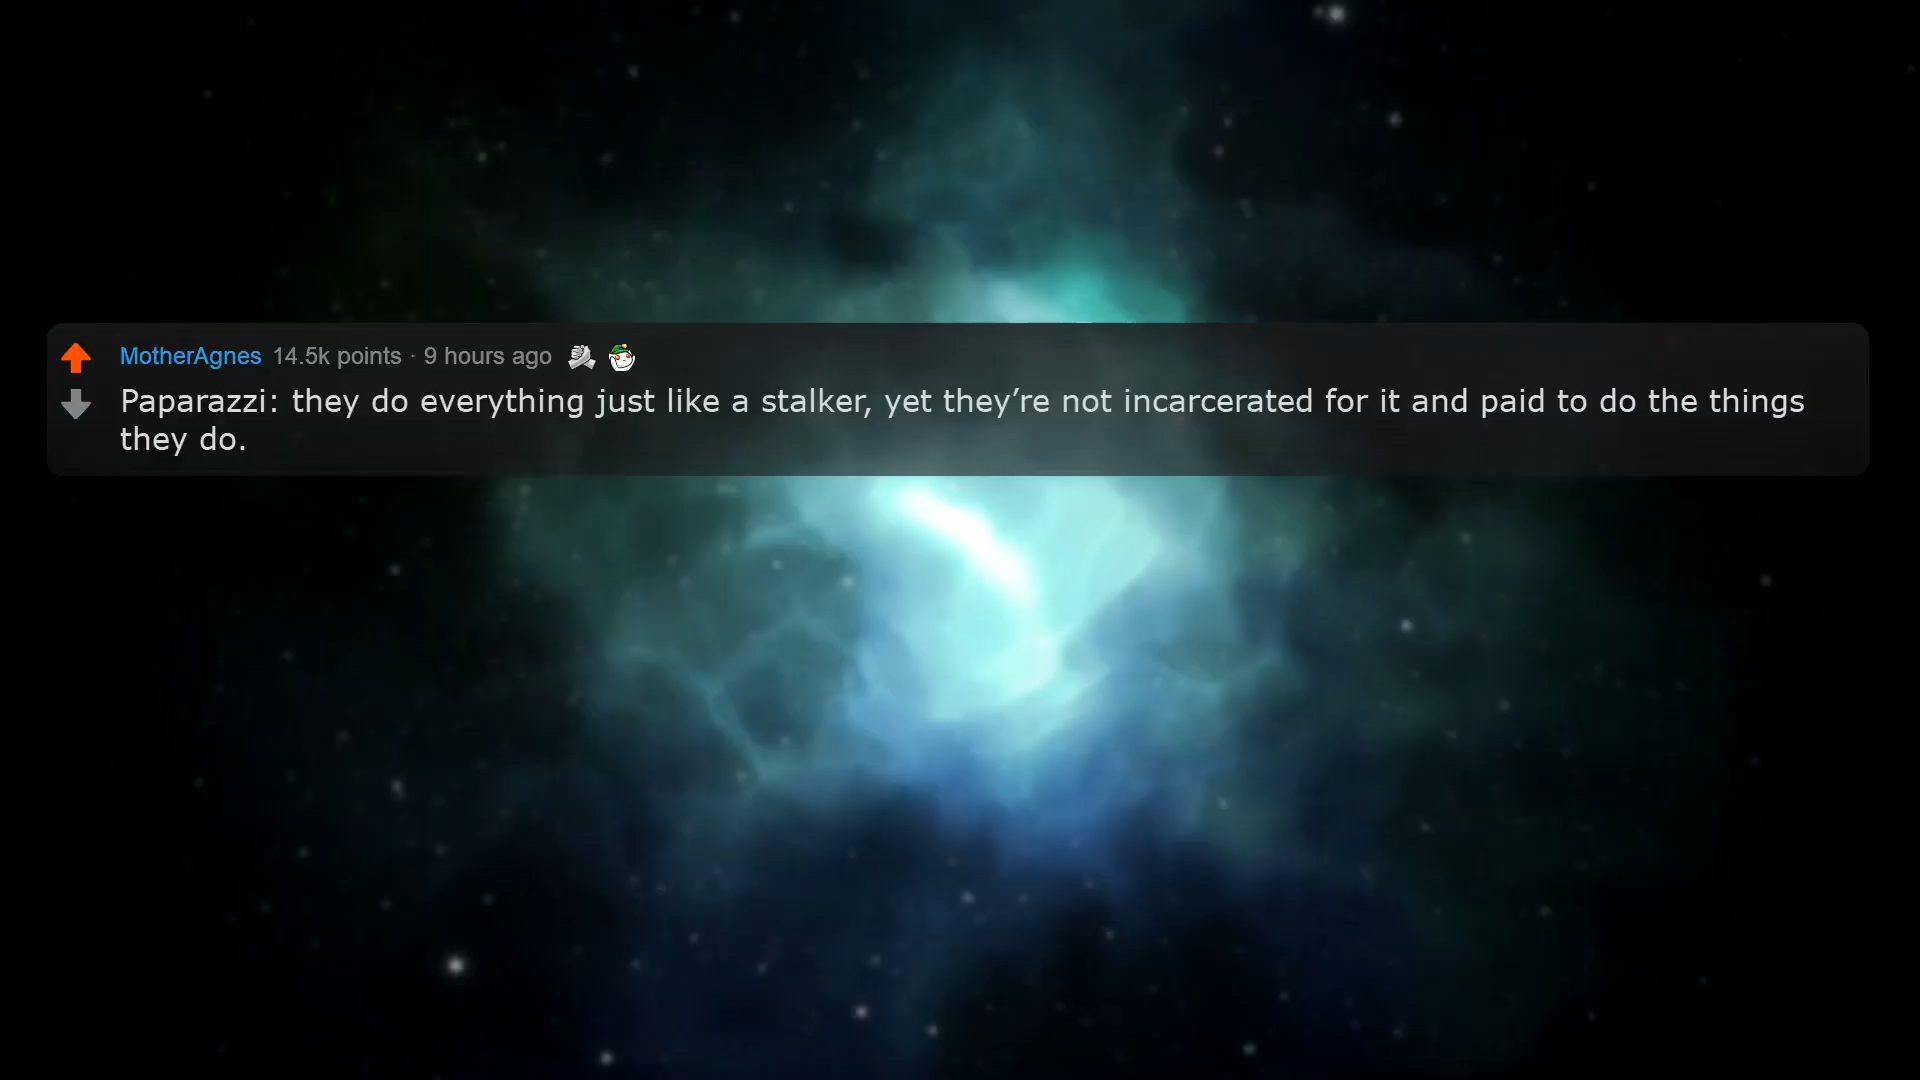 MotherAgnes 14.5k points · 9 hours ago
Paparazzi: they do everything just like a stalker, yet they’re not incarcerated for it and paid to do the things
they do.